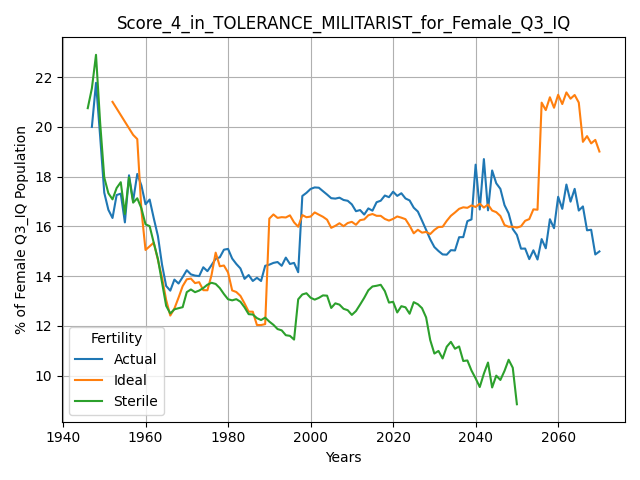 Score_4_in_TOLERANCE_MILITARIST_for_Female_Q3_IQ
% of Female Q3_IQ Population
22
20
18
16
14
12
10
Fertility
Actual
Ideal
Sterile
1940
1960
1980
2000
2020
2040
2060
Years